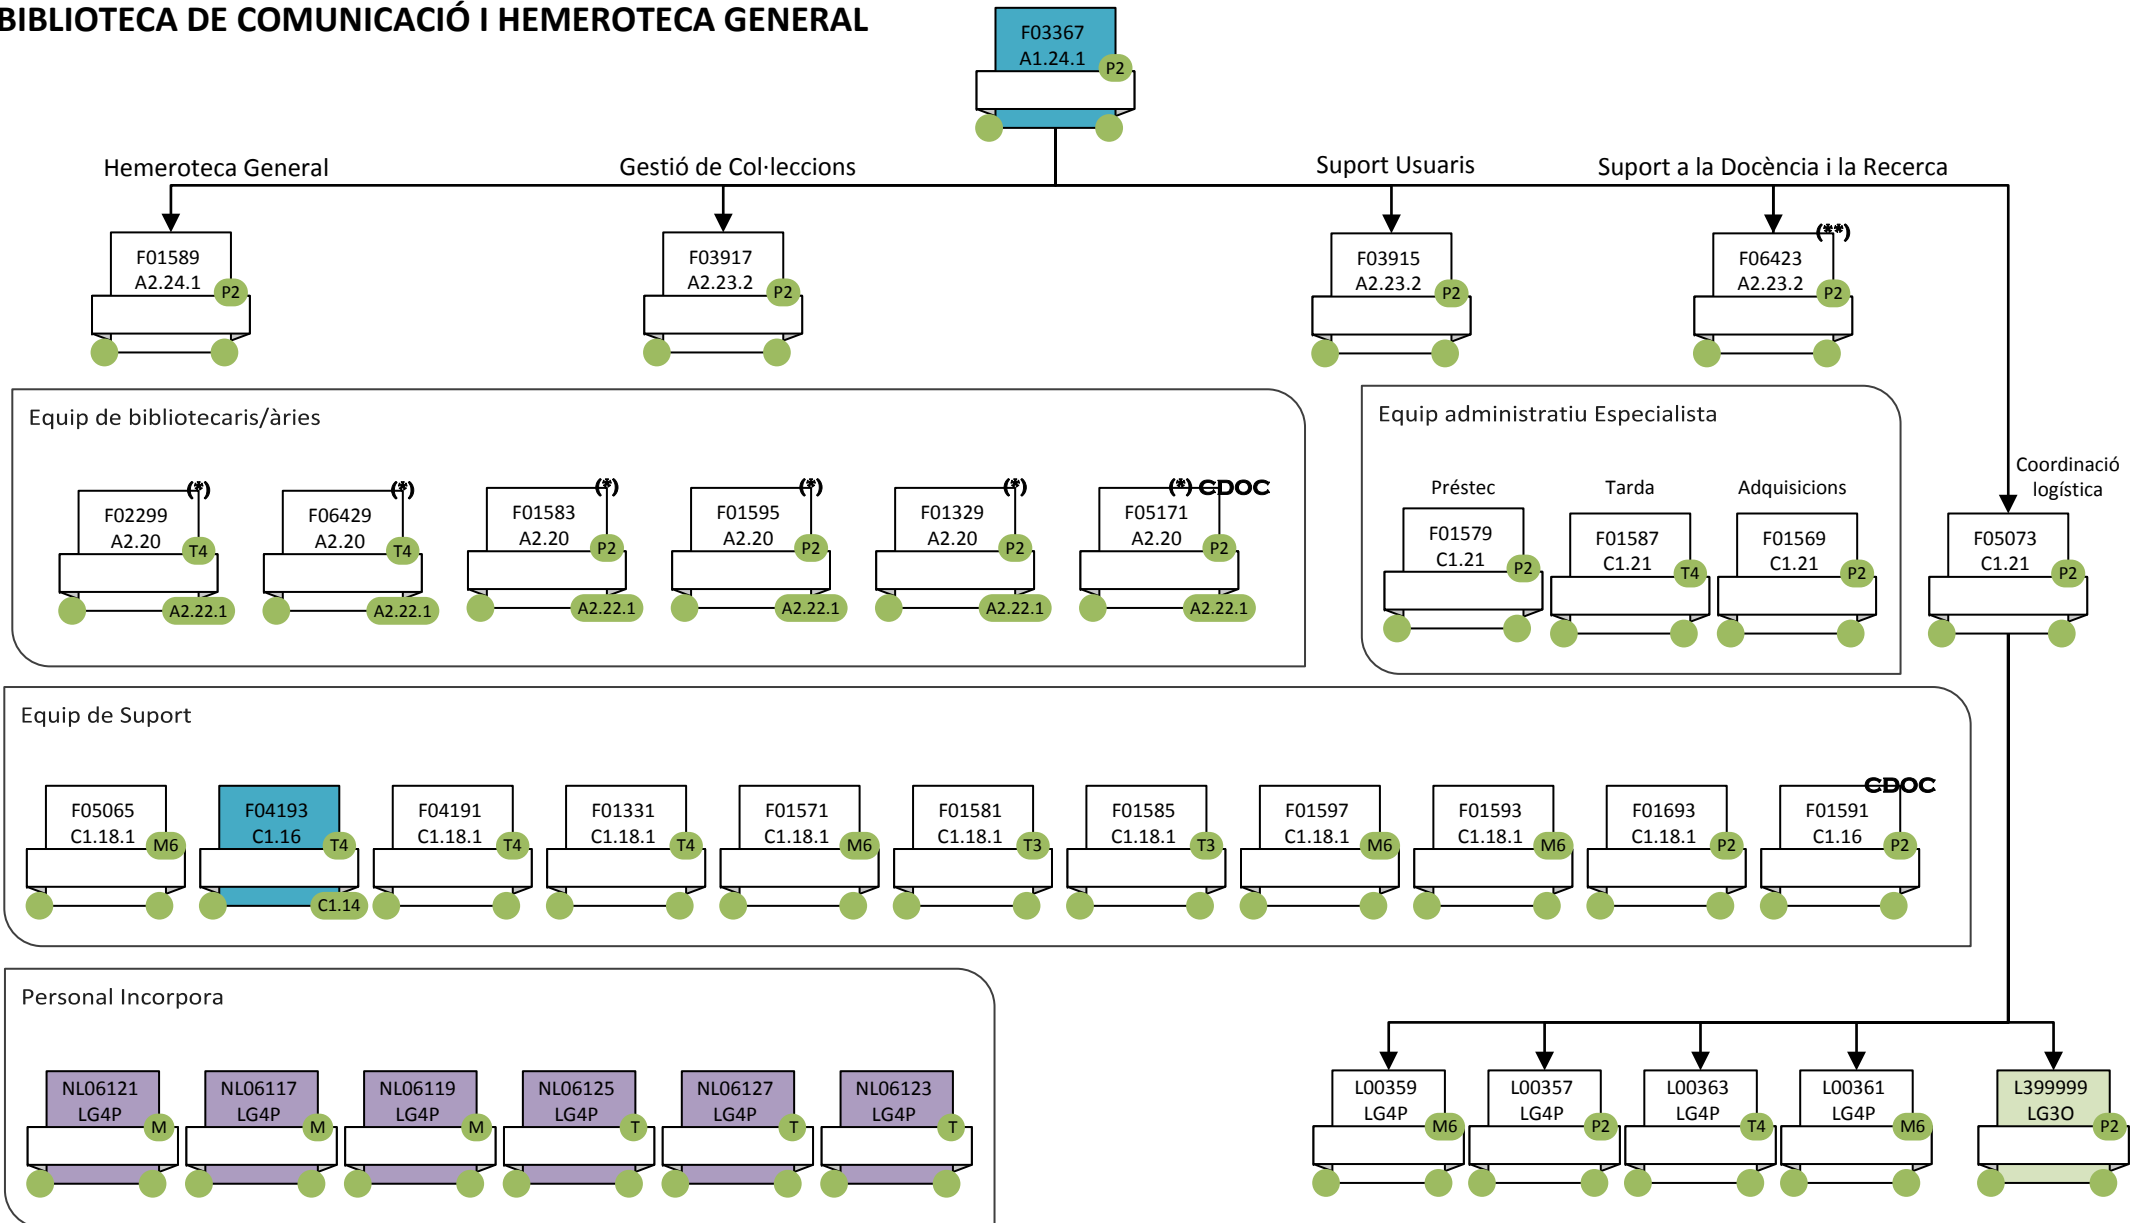 BIBLIOTECA DE COMUNICACIÓ I HEMEROTECA GENERAL
F03367
A1.24.1
P2
Hemeroteca General
Gestió de Col·leccions
Suport Usuaris
Suport a la Docència i la Recerca
F01589
A2.24.1
P2
F03917
A2.23.2
P2
F03915
A2.23.2
P2
(**)
F06423
A2.23.2
P2
Equip de bibliotecaris/àries
(*)
F02299
A2.20
T4
A2.22.1
(*)
F06429
A2.20
T4
A2.22.1
(*)
F01583
A2.20
P2
A2.22.1
(*)
F01595
A2.20
P2
A2.22.1
(*)
F01329
A2.20
P2
A2.22.1
(*) CDOC
F05171
A2.20
P2
A2.22.1
Equip administratiu Especialista
Préstec
F01579
C1.21
P2
Tarda
F01587
C1.21
T4
Adquisicions
F01569
C1.21
P2
Coordinació
logística
F05073
C1.21
P2
Equip de Suport
F05065
C1.18.1
M6
F04193
C1.16
T4
C1.14
F04191
C1.18.1
T4
F01331
C1.18.1
T4
F01571
C1.18.1
M6
F01581
C1.18.1
T3
F01585
C1.18.1
T3
F01597
C1.18.1
M6
F01593
C1.18.1
M6
F01693
C1.18.1
P2
CDOC
F01591
C1.16
P2
Personal Incorpora
NL06121
LG4P
M
NL06117
LG4P
M
NL06119
LG4P
M
NL06125
LG4P
T
NL06127
LG4P
T
NL06123
LG4P
T
L00359
LG4P
M6
L00357
LG4P
P2
L00363
LG4P
T4
L00361
LG4P
M6
L399999
LG3O
P2